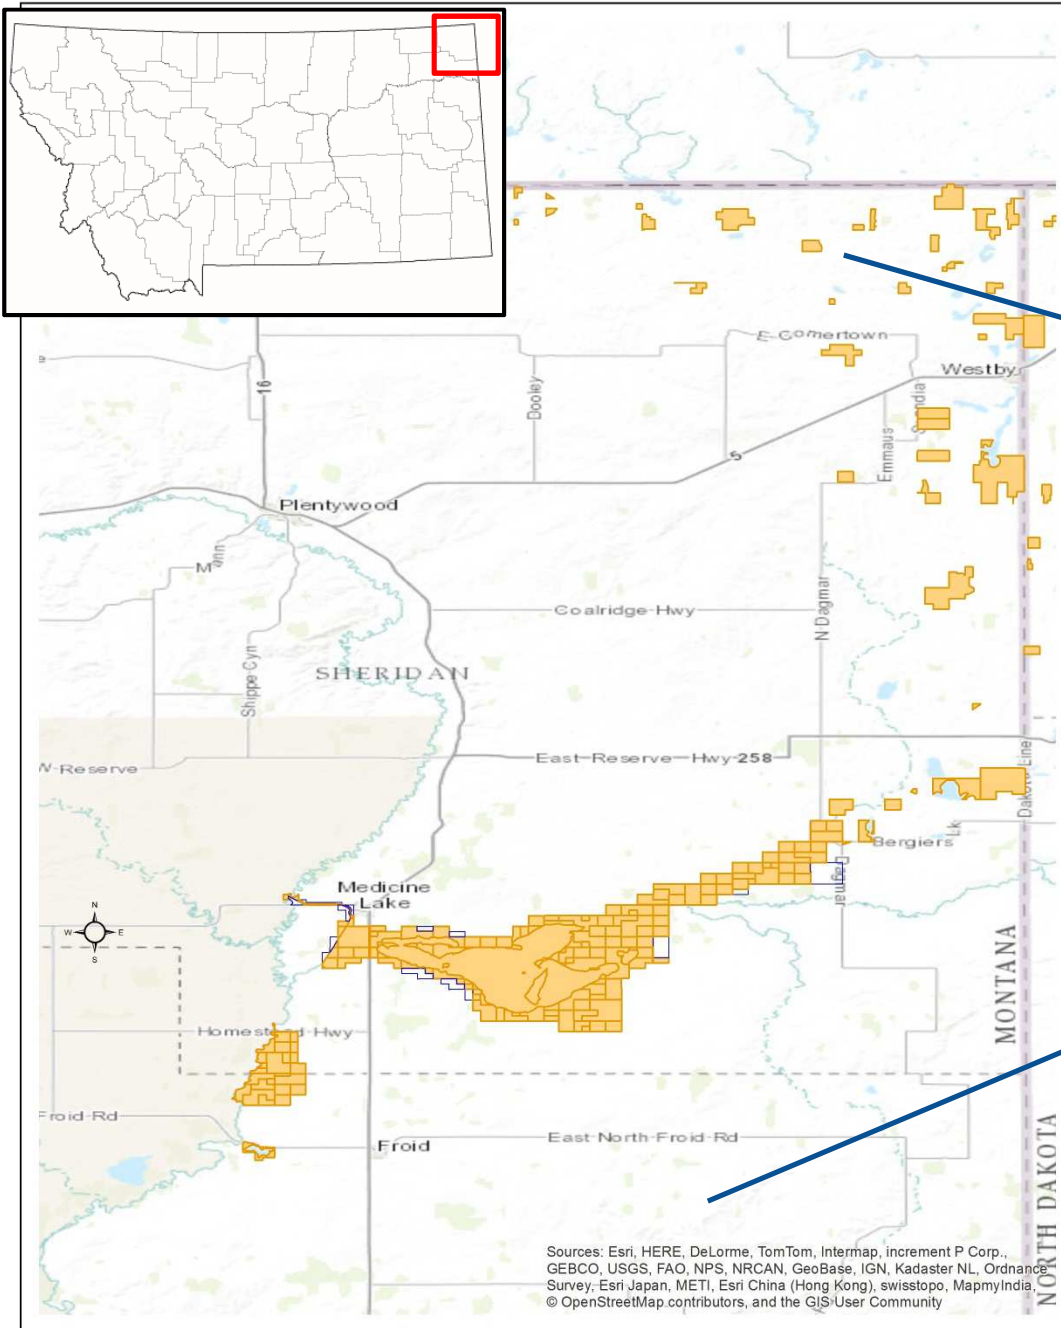 E Comertown
Westby
16
Dooley
5
Emmaus
Plentywood
Mann
N Dagmar
Coalridge Hwy
SHERIDAN
Shippe Cyn
W Reserve
East Reserve Hwy 258
Dakota Line
Bergiers Lk
Dagmar
Medicine
Lake
N
W
E
S
MONTANA
Homestead Hwy
Froid Rd
Froid
East North Froid Rd
NORTH DAKOTA
Sources: Esri, HERE, DeLorme, TomTom, Intermap, increment P Corp.,
GEBCO, USGS, FAO, NPS, NRCAN, GeoBase, IGN, Kadaster NL, Ordnance
Survey, Esri Japan, METI, Esri China (Hong Kong), swisstopo, MapmyIndia,
© OpenStreetMap contributors, and the GIS User Community